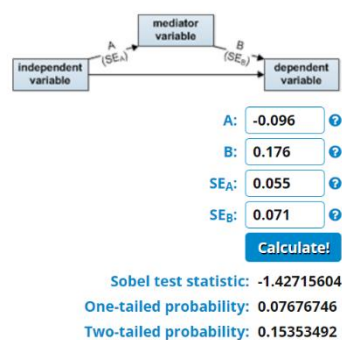 mediator
variable
A
(SEA)
B
(SEB)
independent
variable
dependent
variable
A: -0.096 ?
B: 0.176 ?
SEA: 0.055 ?
SEB: 0.071 ?
Calculate!
Sobel test statistic: -1.42715604
One-tailed probability: 0.07676746
Two-tailed probability: 0.15353492